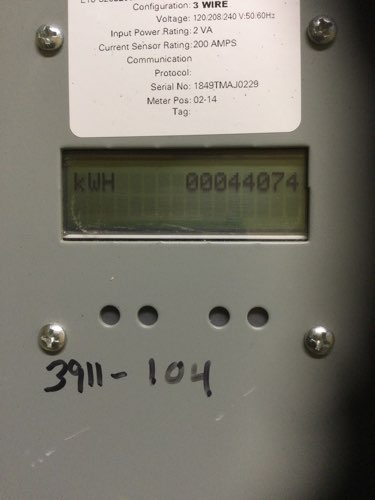 Configuration: 3 WIRE
Voltage: 120:208:240 V:50:60Hz
Input Power Rating: 2 VA
Current Sensor Rating: 200 AMPS
Communication
Protocol:
Serial No: 1849TMAJ0229
Meter Pos: 02-14
Tag:
kWH 00044074
3911-104